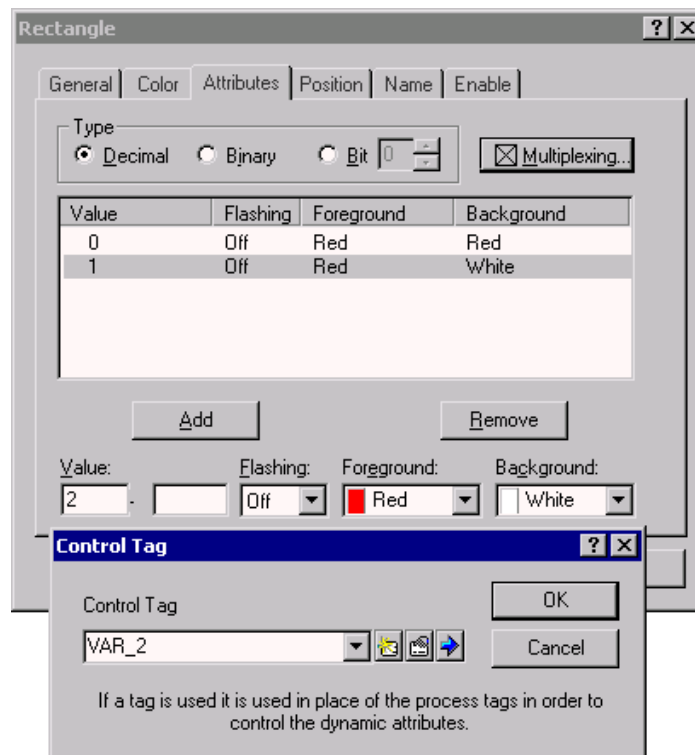 Rectangle
General Color Attributes Position Name Enable
Type
Decimal Binary Bit 0 Multiplexing...
Value Flashing Foreground Background
0 Off Red Red
1 Off Red White
Add Remove
Value: Flashing: Foreground: Background:
2 - Off Red White
Control Tag
Control Tag
OK
VAR_2
Cancel
If a tag is used it is used in place of the process tags in order to
control the dynamic attributes.